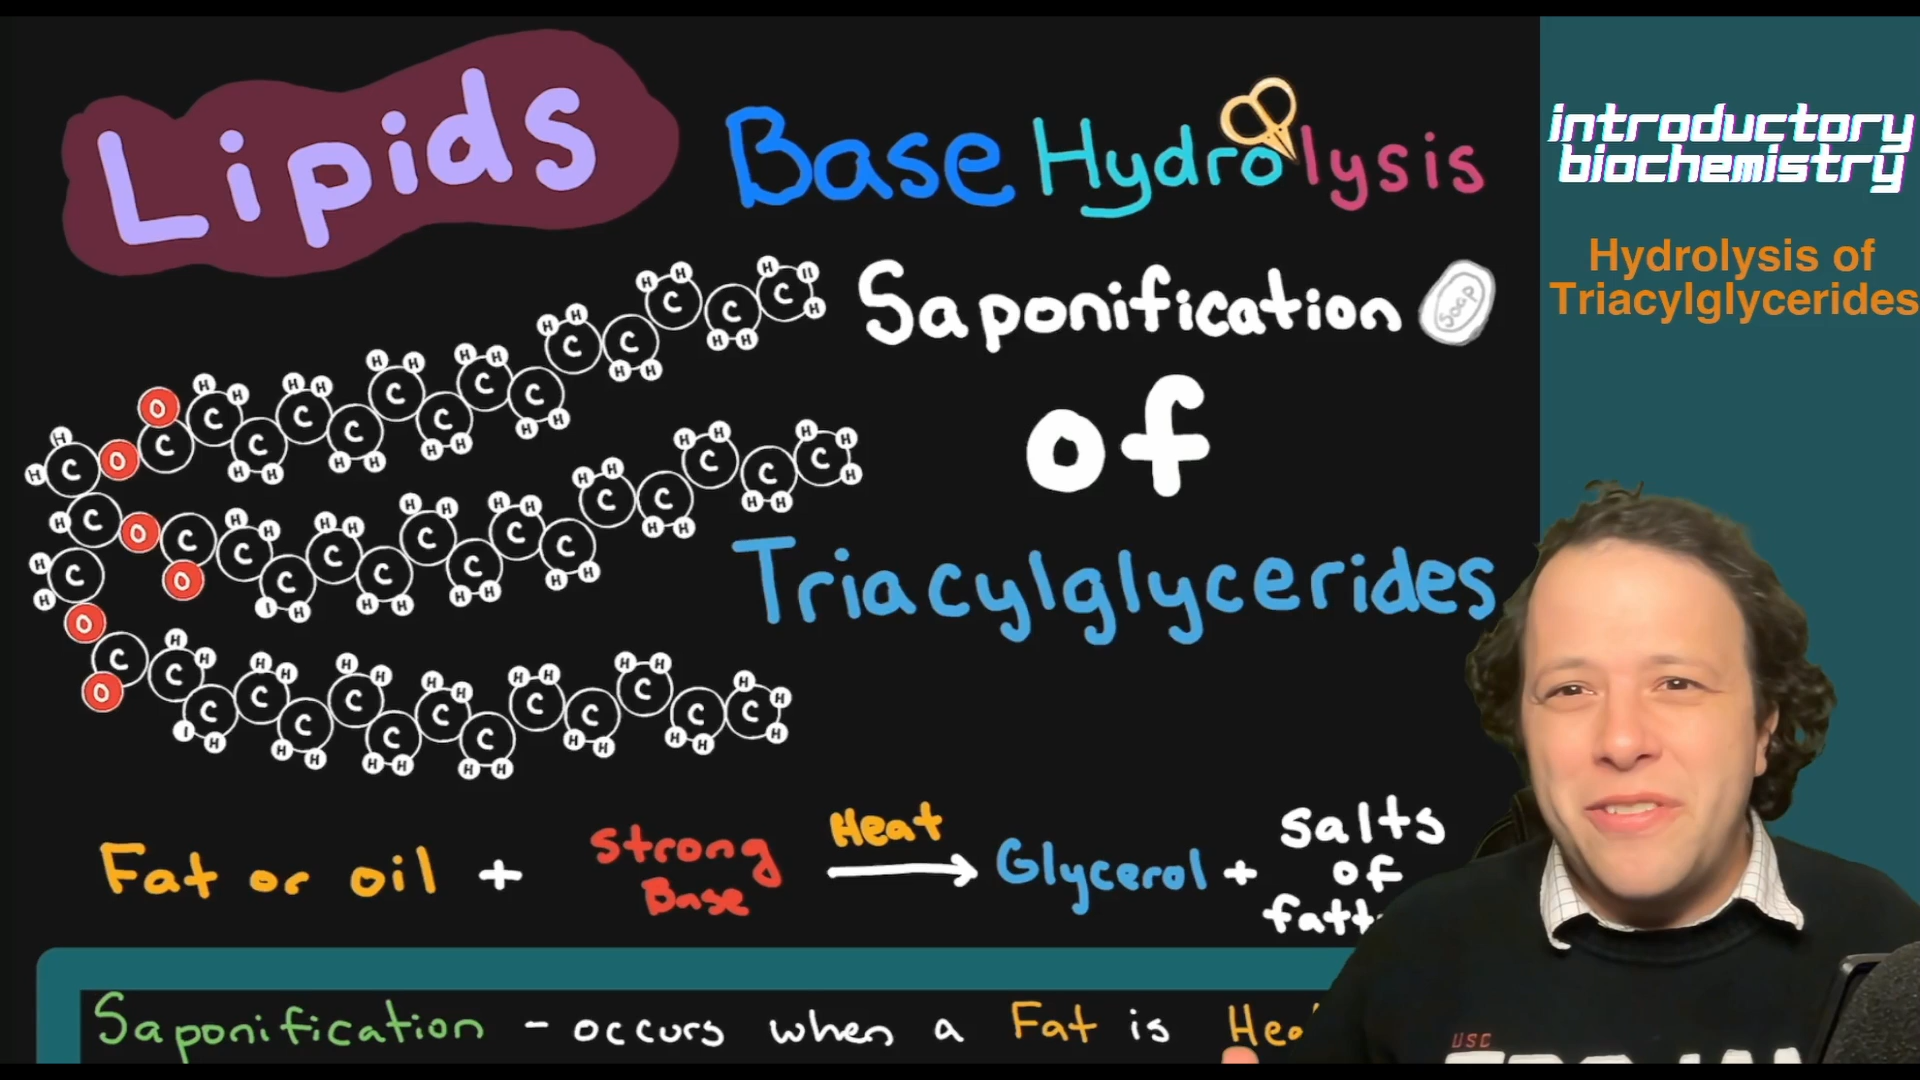 Lipids
Base Hydrolysis
Saponification
Soap
of
Triacylglycerides
Fat or oil + Strong Base Heat Glycerol + Salts of
Saponification - occurs when a Fat is
introductory
biochemistry
Hydrolysis of
Triacylglycerides
USC